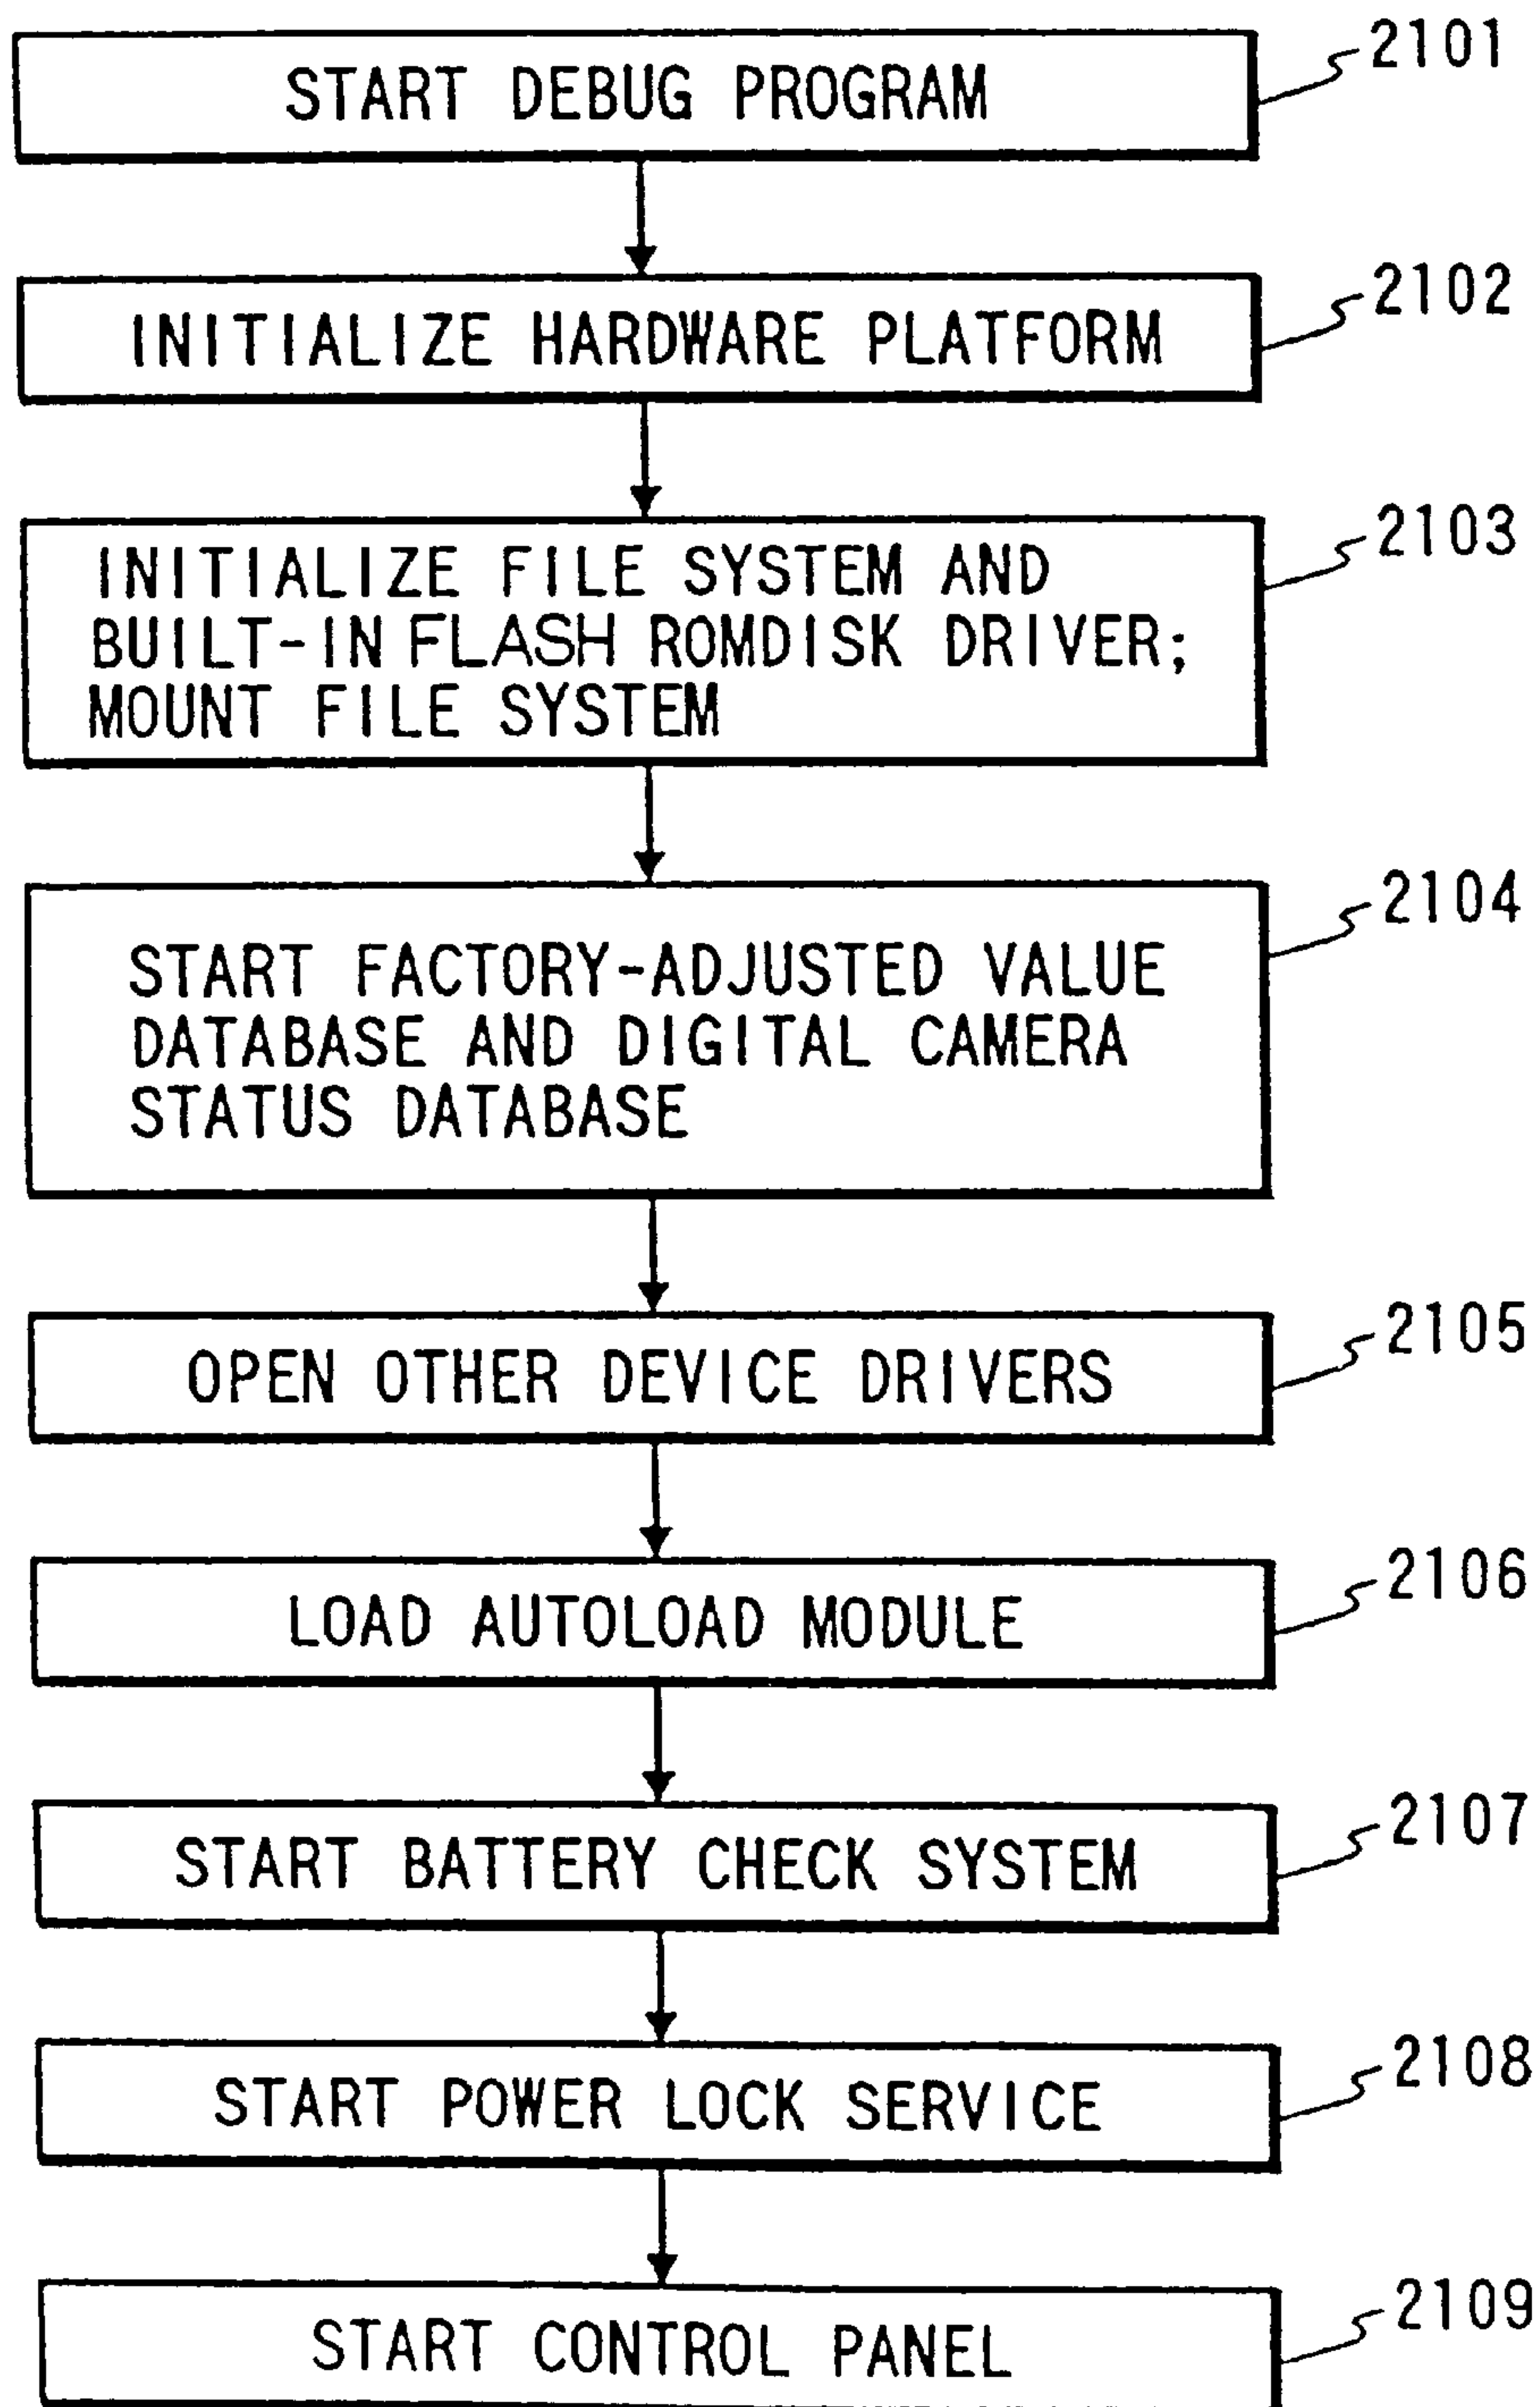 START DEBUG PROGRAM
2101
INITIALIZE HARDWARE PLATFORM
2102
INITIALIZE FILE SYSTEM AND
BUILT-IN FLASH ROMDISK DRIVER;
MOUNT FILE SYSTEM
2103
START FACTORY-ADJUSTED VALUE
DATABASE AND DIGITAL CAMERA
STATUS DATABASE
2104
OPEN OTHER DEVICE DRIVERS
2105
LOAD AUTOLOAD MODULE
2106
START BATTERY CHECK SYSTEM
2107
START POWER LOCK SERVICE
2108
START CONTROL PANEL
2109